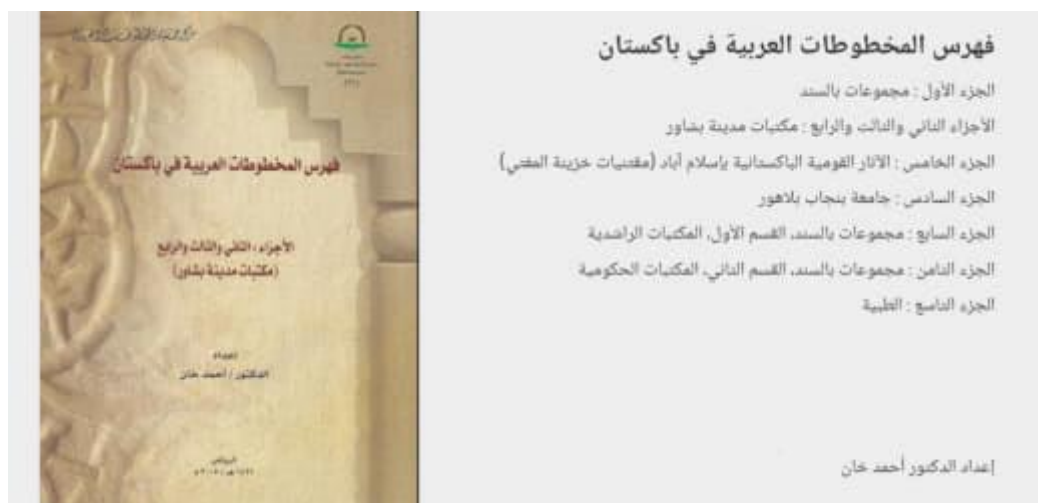 فهرس المخطوطات العربية في باكستان
الجزء الأول : مجموعات بالسند
الأجزاء الثاني والثالث والرابع : مكتبات مدينة بشاور
الجزء الخامس : الآثار القومية الباكستانية بإسلام آباد (مقتنيات خزينة المفتي)
الجزء السادس : جامعة بنجاب بلاهور
الجزء السابع : مجموعات بالسند، القسم الأول، المكتبات الراشدية
الجزء الثامن : مجموعات بالسند، القسم الثاني، المكتبات الحكومية
الجزء التاسع : الطبية
إعداد الدكتور أحمد خان
فهرس المخطوطات العربية في باكستان
الأجزاء : الثاني والثالث والرابع
(مكتبات مدينة بشاور)
إعداد
الدكتور / أحمد خان
الرياض